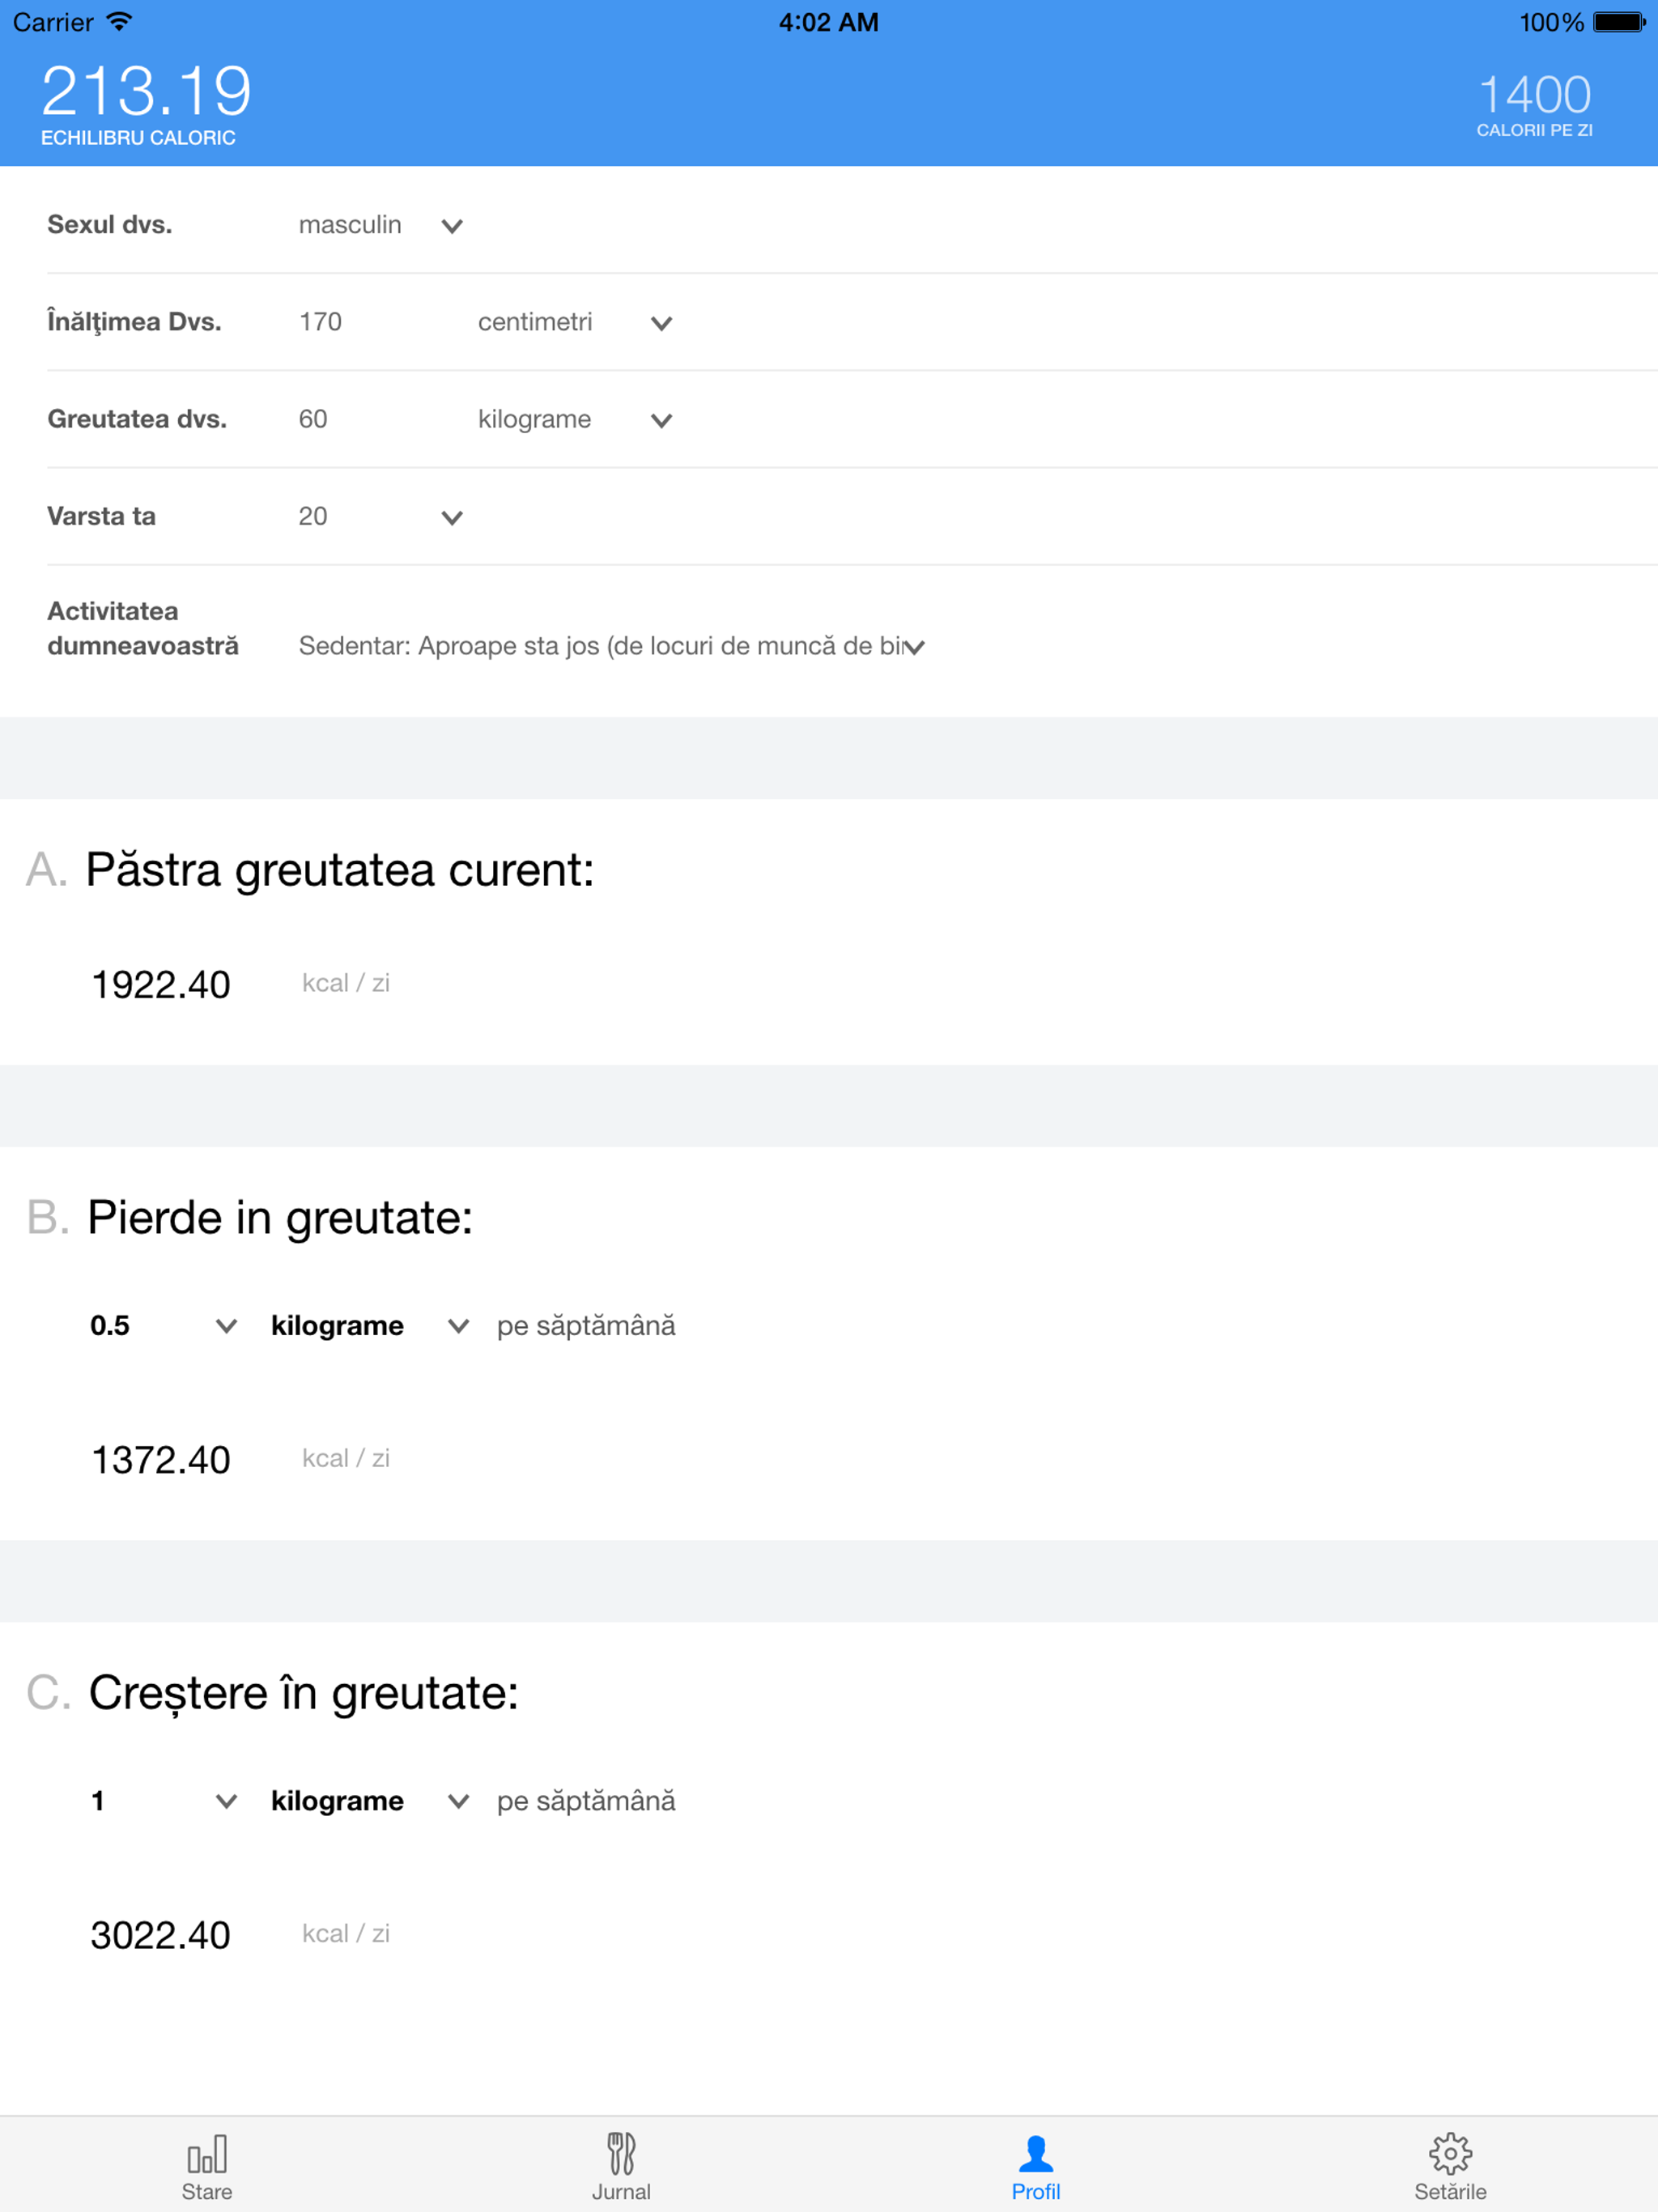 Carrier 4:02 AM 100%
213.19 1400
ECHILIBRU CALORIC CALORII PE ZI
Sexul dvs. masculin
Înălţimea Dvs. 170 centimetri
Greutatea dvs. 60 kilograme
Varsta ta 20
Activitatea
dumneavoastră Sedentar: Aproape sta jos (de locuri de muncă de
A. Păstra greutatea curent:
1922.40 kcal / zi
B. Pierde in greutate:
0.5 kilograme pe săptămână
1372.40 kcal / zi
C. Creștere în greutate:
1 kilograme pe săptămână
3022.40 kcal / zi
Stare Jurnal Profil Setările